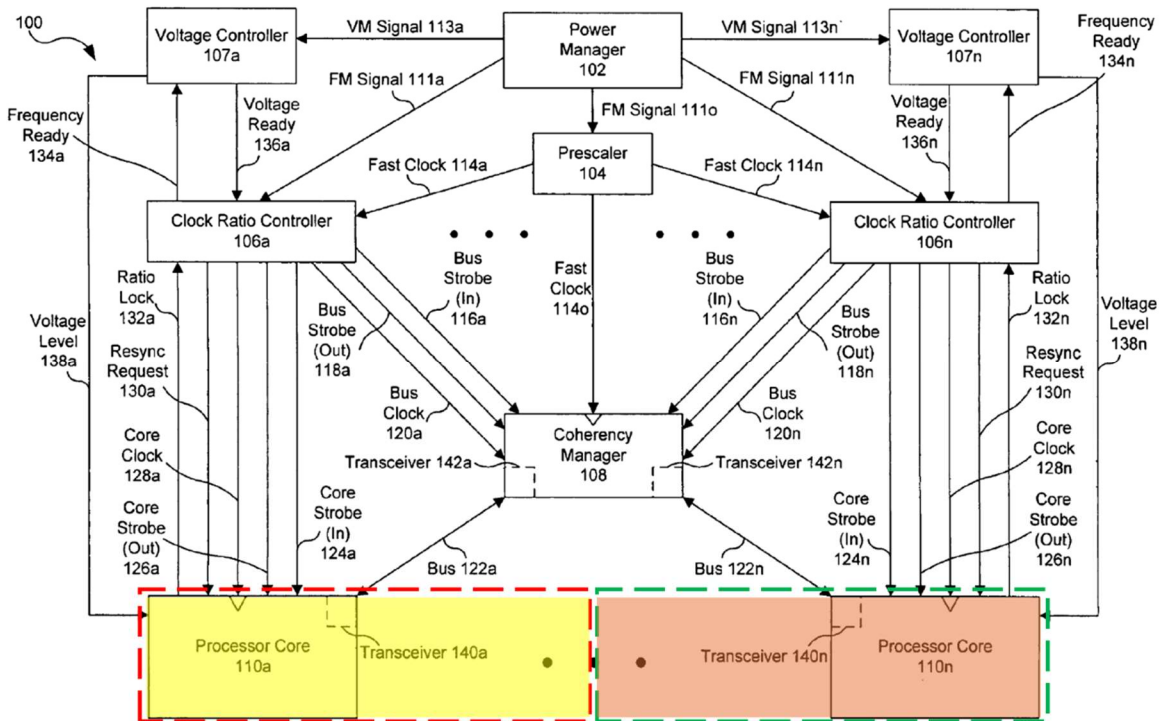 100
Voltage Controller
107a
VM Signal 113a
Power
Manager
102
VM Signal 113n
Voltage Controller
107n
Frequency
Ready
134n
FM Signal 111a
FM Signal 111n
FM Signal 111o
Frequency
Ready
134a
Voltage
Ready
136a
Voltage
Ready
136n
Prescaler
104
Fast Clock 114a
Fast Clock 114n
Clock Ratio Controller
106a
Clock Ratio Controller
106n
Voltage
Level
138a
Ratio
Lock
132a
Resync
Request
130a
Core
Clock
128a
Core
Strobe
(Out)
126a
Core
Strobe
(In)
124a
Bus
Strobe
(In)
116a
Bus
Strobe
(Out)
118a
Bus
Clock
120a
Fast
Clock
114o
Bus
Strobe
(In)
116n
Bus
Strobe
(Out)
118n
Bus
Clock
120n
Ratio
Lock
132n
Voltage
Level
138n
Resync
Request
130n
Core
Clock
128n
Core
Strobe
(In)
124n
Core
Strobe
(Out)
126n
Coherency
Manager
108
Transceiver 142a
Transceiver 142n
Bus 122a
Bus 122n
Processor Core
110a
Transceiver 140a
Transceiver 140n
Processor Core
110n